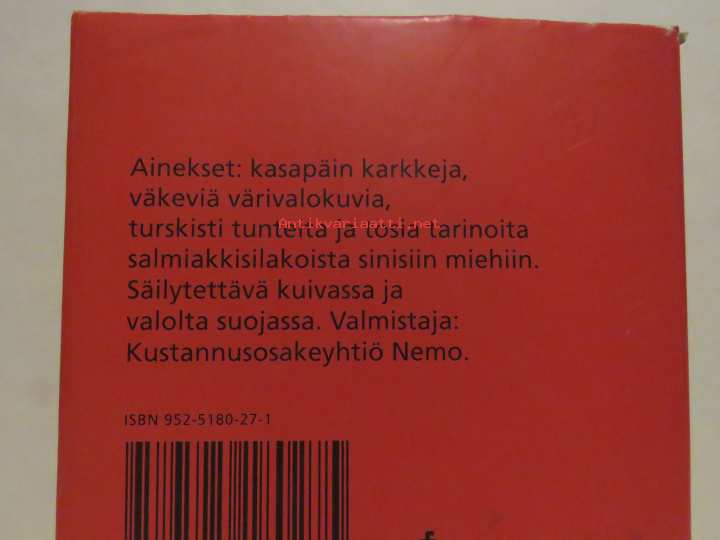 Ainekset: kasapäin karkkeja,
väkeviä värivalokuvia,
turskisti tunteita ja tosia tarinoita
Antikvariaatti.net
salmiakkisilakoista sinisiin miehiin.
Säilytettävä kuivassa ja
valolta suojassa. Valmistaja:
Kustannusosakeyhtiö Nemo.
ISBN 952-5180-27-1